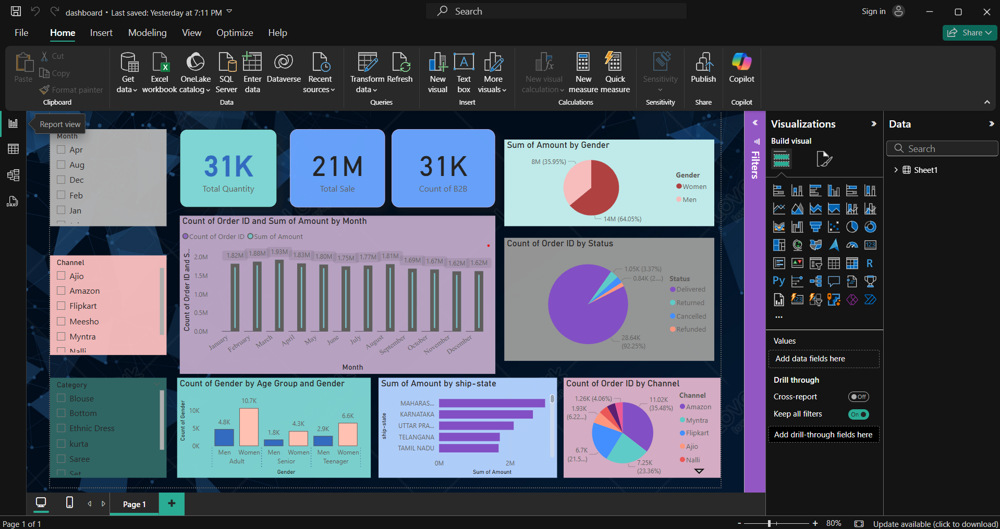 dashboard • Last saved: Yesterday at 7:11 PM
Search
Sign in
File
Home
Insert
Modeling
View
Optimize
Help
Share
Paste
Cut
Copy
Format painter
Clipboard
Get data
Excel workbook
OneLake catalog
SQL Server
Enter data
Dataverse
Recent sources
Data
Transform data
Refresh
Queries
New visual
Text box
More visuals
Insert
New visual calculation
New measure
Quick measure
Calculations
Sensitivity
Sensitivity
Publish
Share
Copilot
Copilot
Report view
Month
Apr
Aug
Dec
Feb
Jan
31K
Total Quantity
21M
Total Sale
31K
Count of B2B
Sum of Amount by Gender
8M (35.95%)
14M (64.05%)
Gender
Women
Men
Channel
Ajio
Amazon
Flipkart
Meesho
Myntra
Nalli
Count of Order ID and Sum of Amount by Month
Count of Order ID
Sum of Amount
Count of Order ID and S...
2.0M
1.5M
1.0M
0.5M
0.0M
1.82M
1.88M
1.93M
1.83M
1.80M
1.75M
1.77M
1.81M
1.69M
1.67M
1.62M
1.62M
January
February
March
April
May
June
July
August
September
October
November
December
Month
Count of Order ID by Status
1.05K (3.37%)
0.84K (2....)
28.64K
(92.25%)
Status
Delivered
Returned
Cancelled
Refunded
Category
Blouse
Bottom
Ethnic Dress
kurta
Saree
Set
Count of Gender by Age Group and Gender
Count of Gender
10K
5K
0K
4.8K
10.7K
1.8K
4.3K
2.9K
6.6K
Men
Women
Men
Women
Men
Women
Adult
Senior
Teenager
Gender
Sum of Amount by ship-state
ship-state
MAHARAS...
KARNATAKA
UTTAR PRA...
TELANGANA
TAMIL NADU
0M
2M
Sum of Amount
Count of Order ID by Channel
1.26K (4.06%)
1.93K
(6.22...)
6.7K
(21.5...)
11.02K
(35.48%)
7.25K
(23.36%)
Channel
Amazon
Myntra
Flipkart
Ajio
Nalli
Filters
Visualizations
Build visual
123
R
Py
123
...
Values
Add data fields here
Drill through
Cross-report
Off
Keep all filters
On
Add drill-through fields here
Data
Search
Sheet1
DAX
Page 1
+
Page 1 of 1
- + 80%
Update available (click to download)